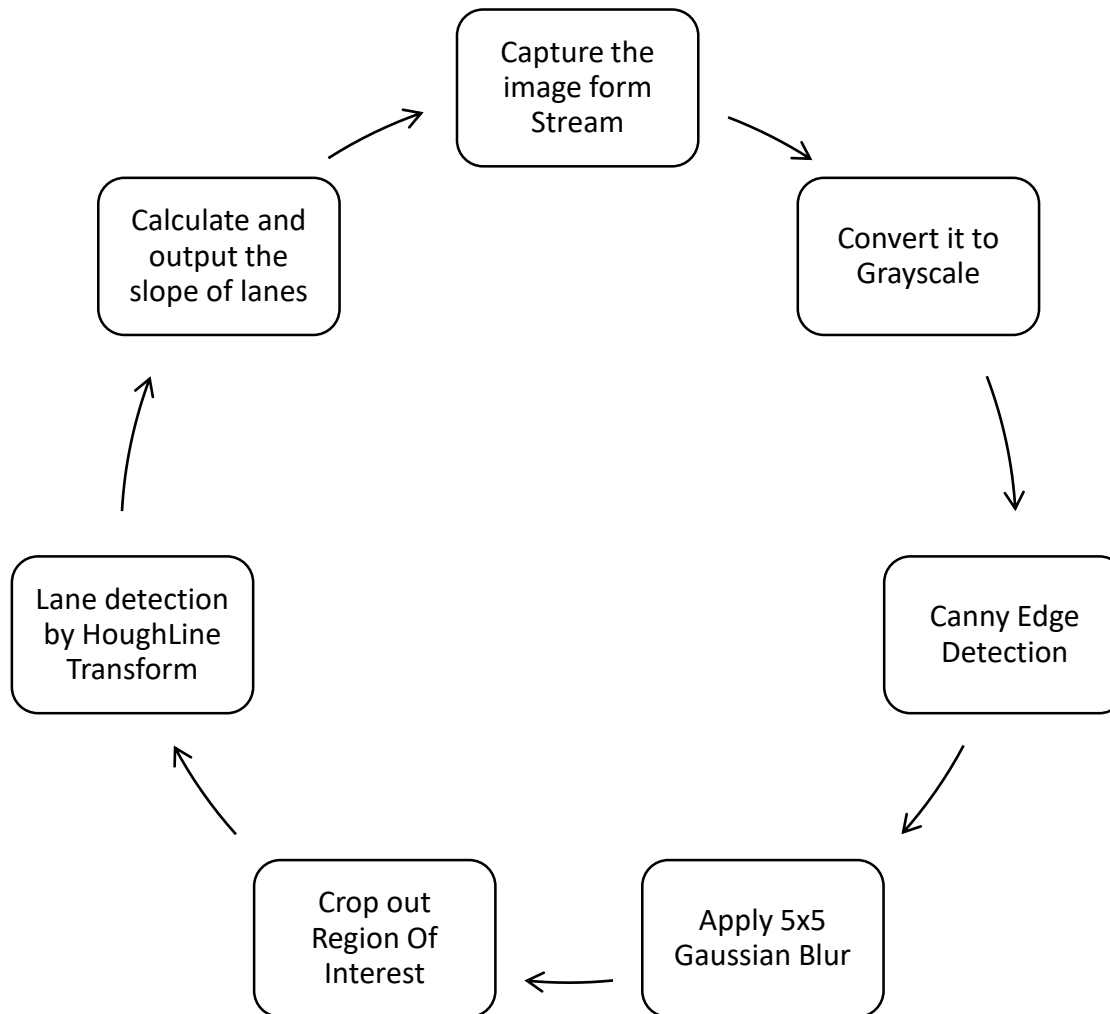 Capture the
image form
Stream
Convert it to
Grayscale
Canny Edge
Detection
Apply 5x5
Gaussian Blur
Crop out
Region Of
Interest
Lane detection
by HoughLine
Transform
Calculate and
output the
slope of lanes